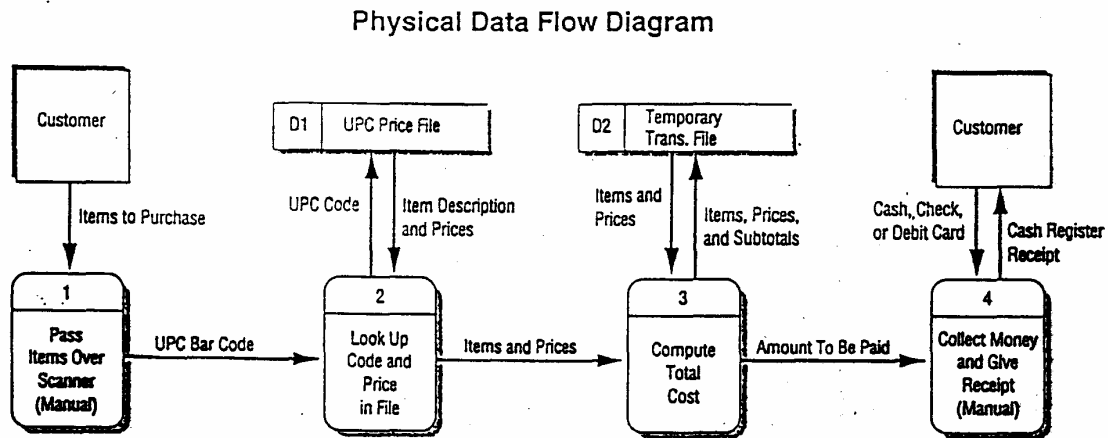 Physical Data Flow Diagram
Customer
D1
UPC Price File
D2
Temporary
Trans. File
Customer
Items to Purchase
UPC Code
Item Description
and Prices
Items and
Prices
Items, Prices,
and Subtotals
Cash, Check,
or Debit Card
Cash Register
Receipt
1
Pass
Items Over
Scanner
(Manual)
UPC Bar Code
2
Look Up
Code and
Price
in File
Items and Prices
3
Compute
Total
Cost
Amount To Be Paid
4
Collect Money
and Give
Receipt
(Manual)